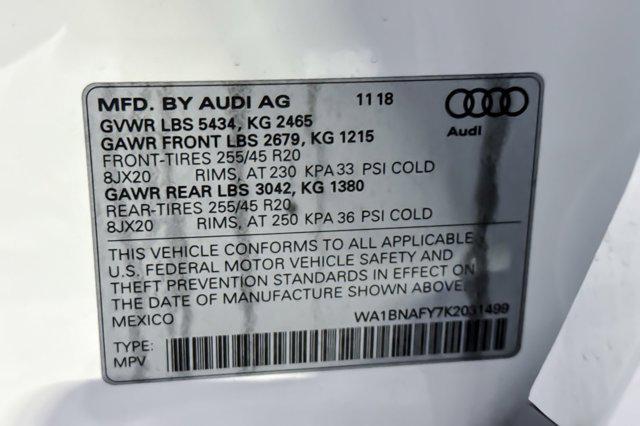 MFD. BY AUDI AG 11 18
GVWR LBS 5434, KG 2465
GAWR FRONT LBS 2679, KG 1215
FRONT-TIRES 255/45 R20
8JX20 RIMS, AT 230 KPA 33 PSI COLD
GAWR REAR LBS 3042, KG 1380
REAR-TIRES 255/45 R20
8JX20 RIMS, AT 250 KPA 36 PSI COLD
Audi
THIS VEHICLE CONFORMS TO ALL APPLICABLE
U.S. FEDERAL MOTOR VEHICLE SAFETY AND
THEFT PREVENTION STANDARDS IN EFFECT ON
THE DATE OF MANUFACTURE SHOWN ABOVE.
MEXICO WA1BNAFY7K2031499
TYPE:
MPV